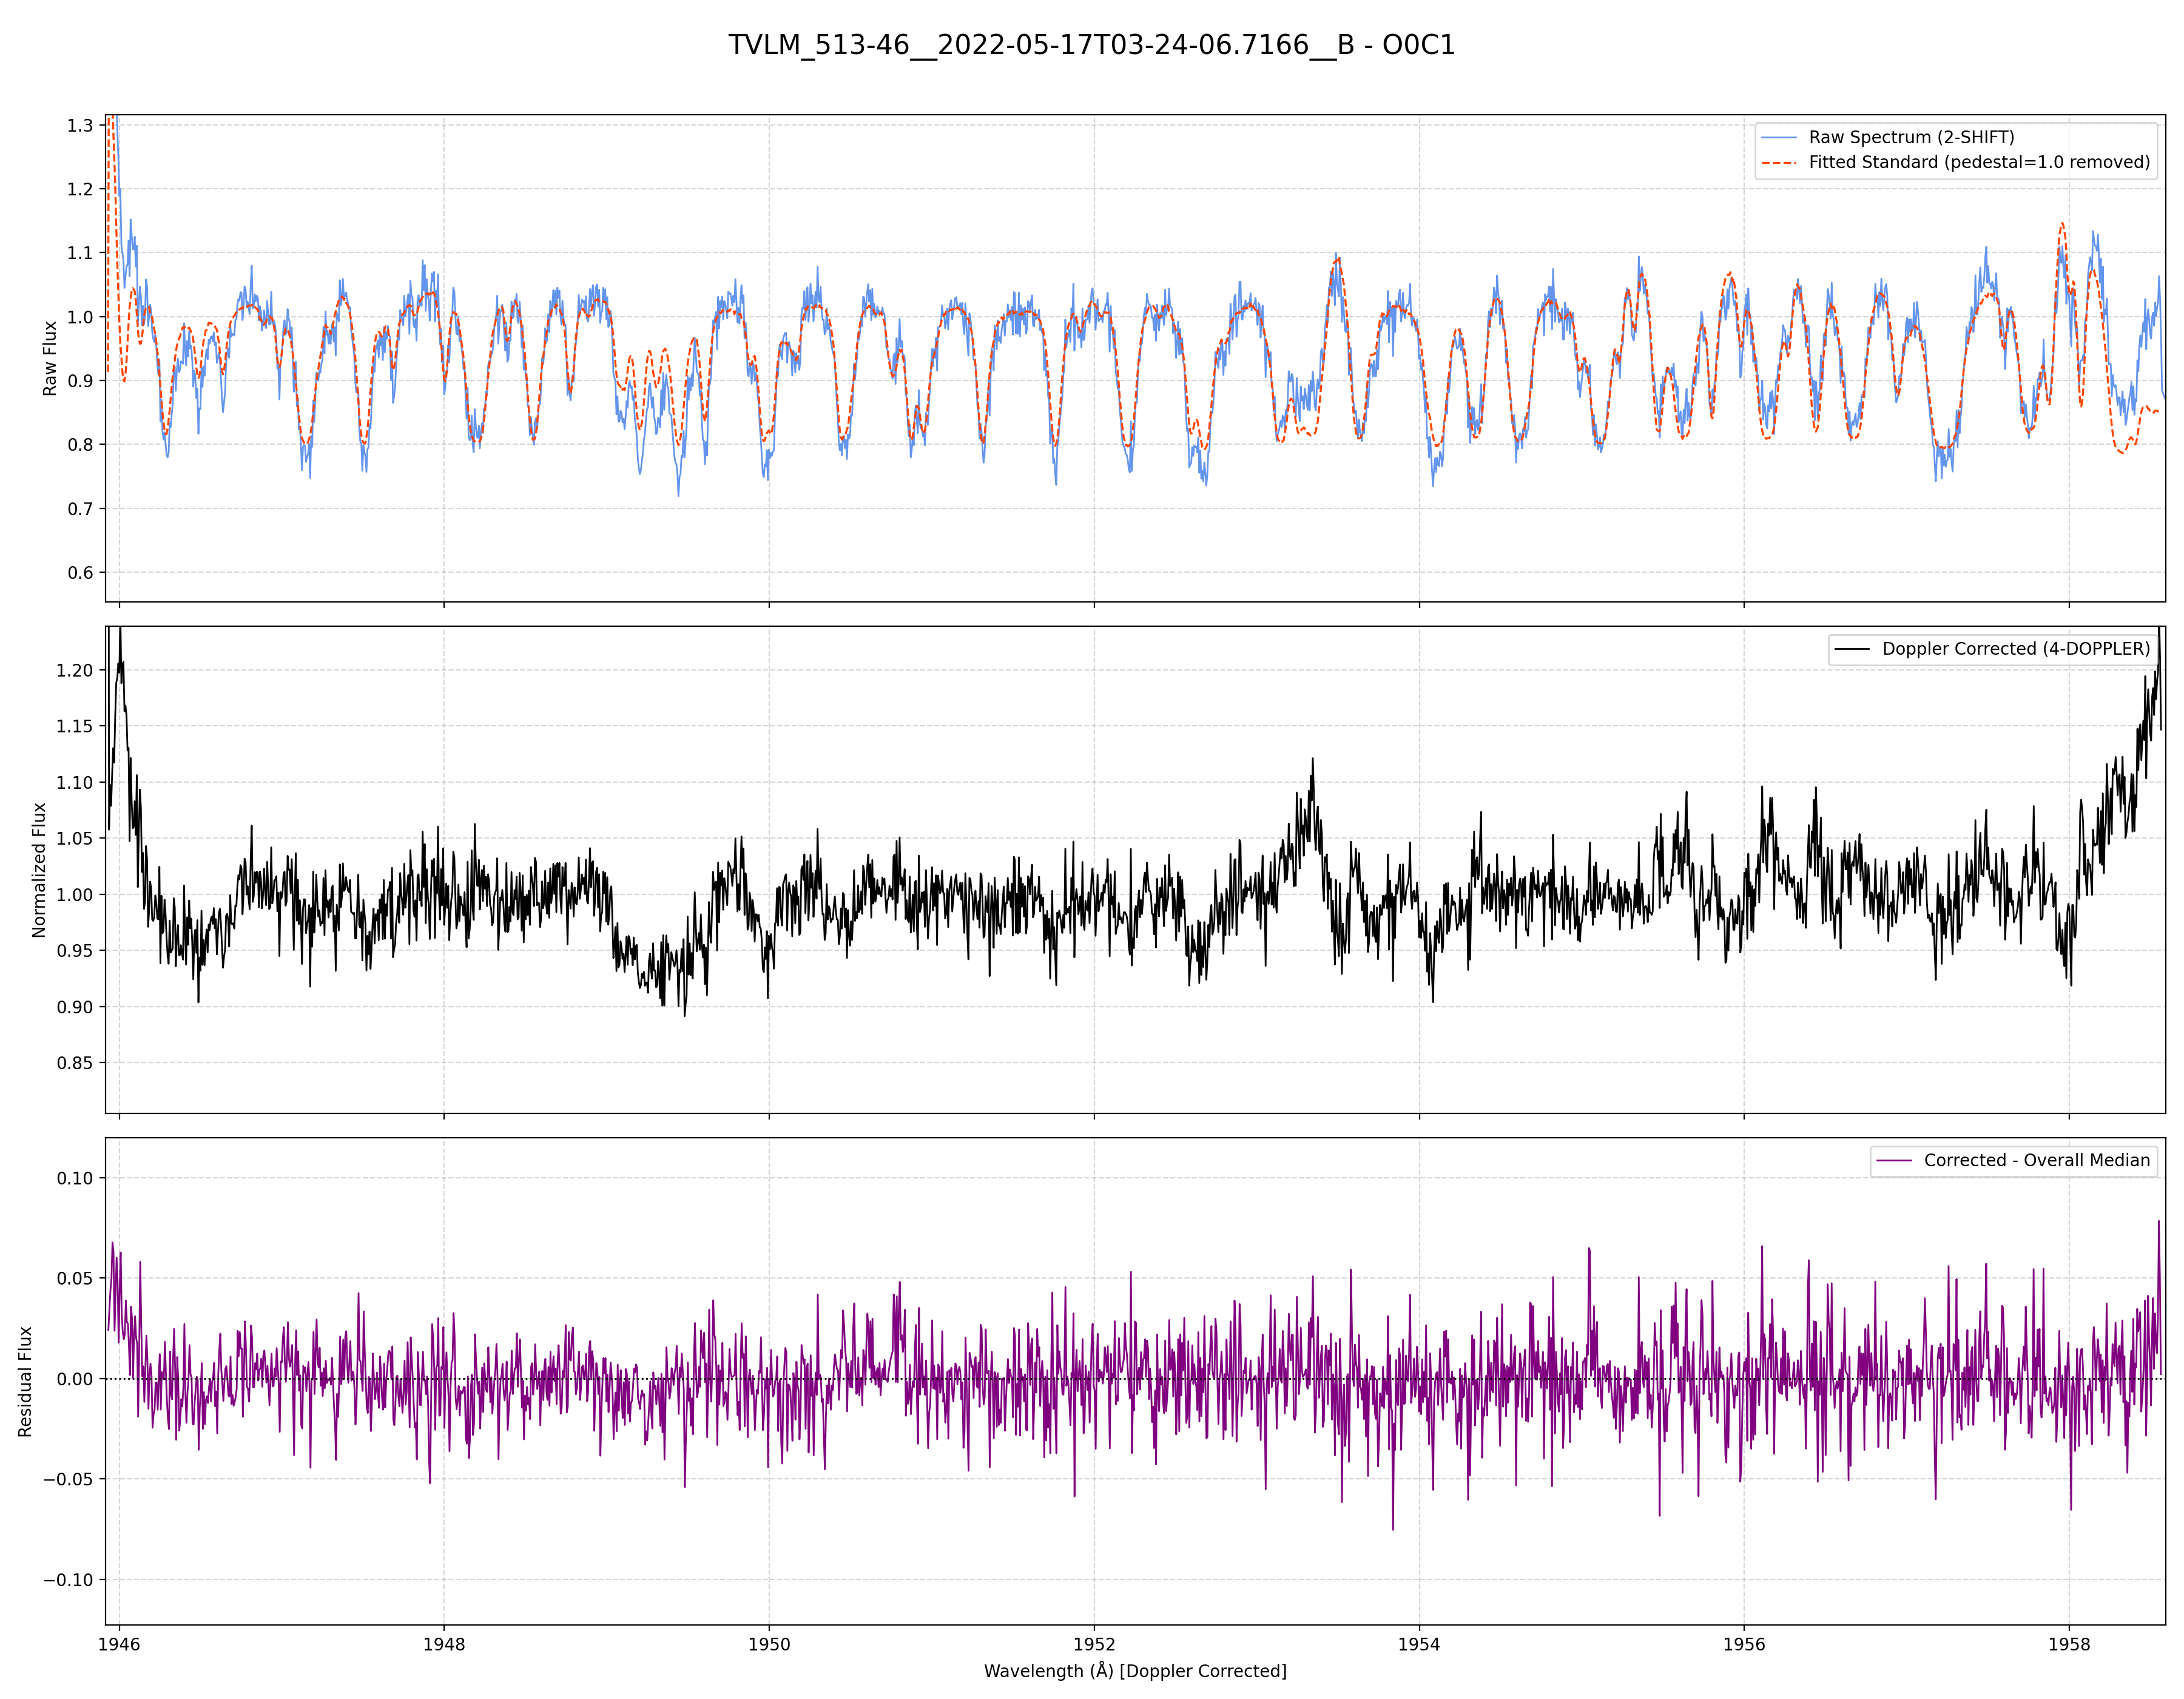 TVLM_513-46__2022-05-17T03-24-06.7166__B - O0C1
Raw Spectrum (2-SHIFT)
Fitted Standard (pedestal=1.0 removed)
Raw Flux
1.3
1.2
1.1
1.0
0.9
0.8
0.7
0.6
Doppler Corrected (4-DOPPLER)
Normalized Flux
1.20
1.15
1.10
1.05
1.00
0.95
0.90
0.85
Corrected - Overall Median
Residual Flux
0.10
0.05
0.00
−0.05
−0.10
1946 1948 1950 1952 1954 1956 1958
Wavelength (Å) [Doppler Corrected]